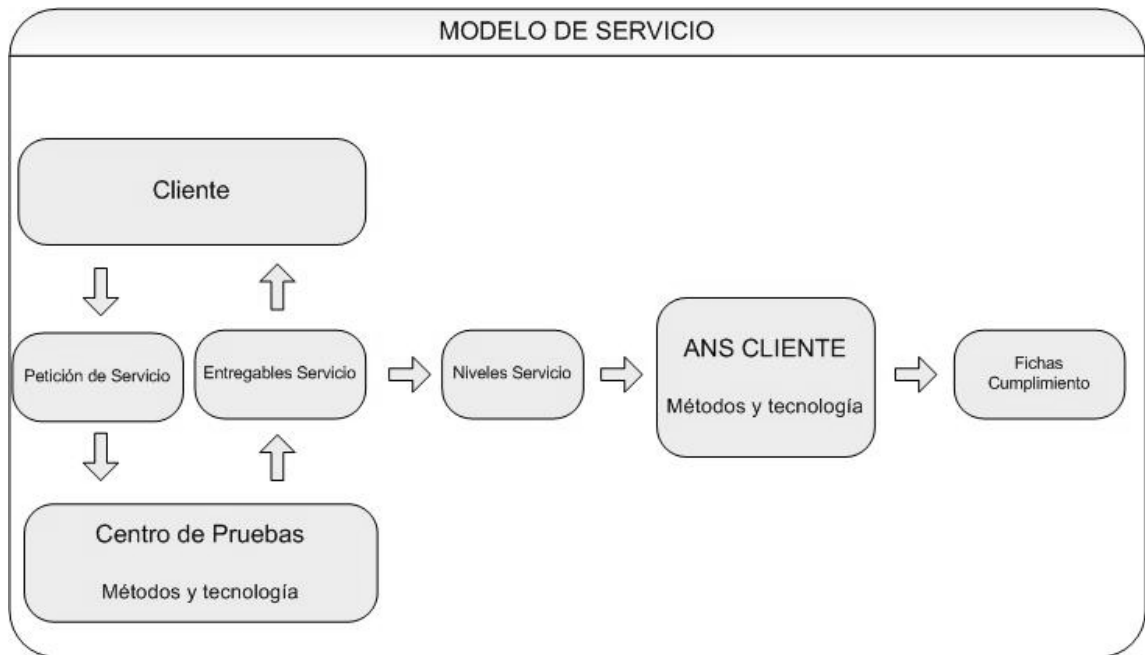 MODELO DE SERVICIO
Cliente
Petición de Servicio
Entregables Servicio
Niveles Servicio
ANS CLIENTE
Métodos y tecnología
Fichas
Cumplimiento
Centro de Pruebas
Métodos y tecnología